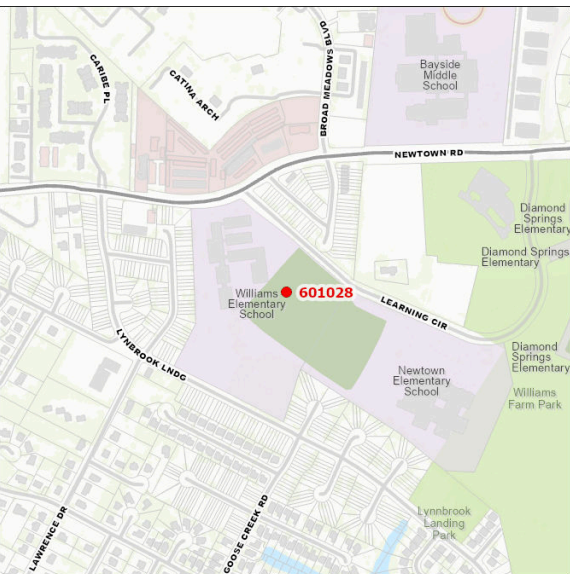 BROAD MEADOWS BLVD
CARIBE PL
CATINA ARCH
Bayside
Middle
School
NEWTOWN RD
Diamond
Springs
Elementary
Diamond Springs
Elementary
Williams
Elementary
School
601028
LEARNING CIR
LYNBROOK LNDG
Newtown
Elementary
School
Diamond
Springs
Elementary
Williams
Farm Park
LAWRENCE DR
GOOSE CREEK RD
Lynnbrook
Landing
Park